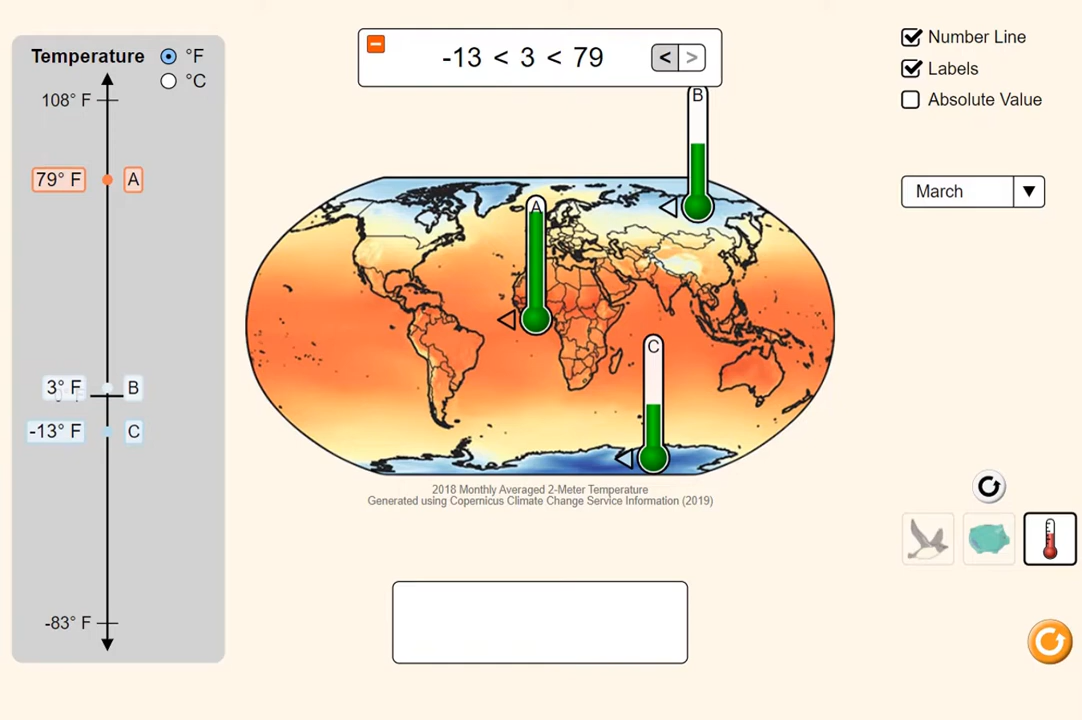 Temperature
°F
°C
108° F
79° F
A
3° F
B
-13° F
C
-83° F
-13 < 3 < 79
< >
B
A
C
2018 Monthly Averaged 2-Meter Temperature
Generated using Copernicus Climate Change Service Information (2019)
Number Line
Labels
Absolute Value
March